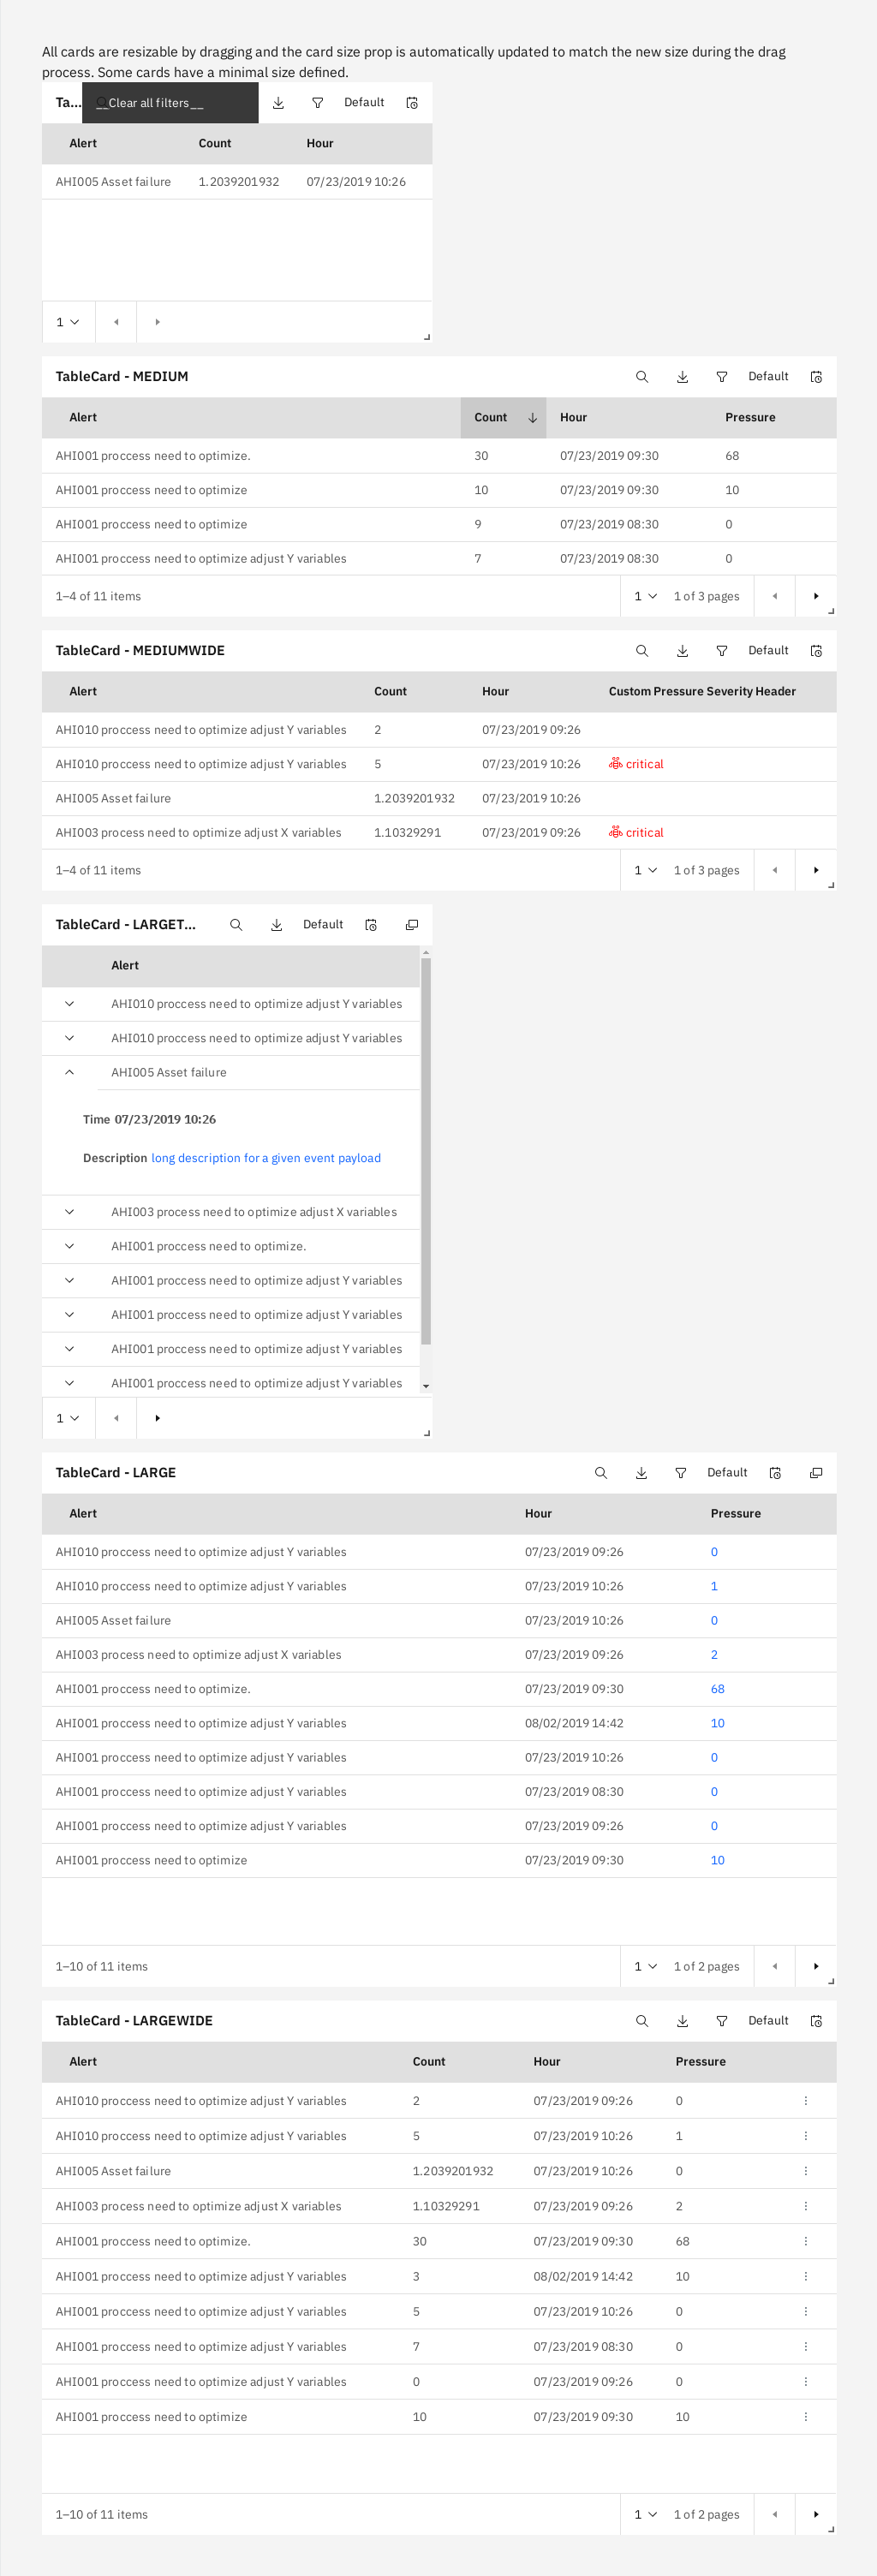 All cards are resizable by dragging and the card size prop is automatically updated to match the new size during the drag
process. Some cards have a minimal size defined.
Ta... __Clear all filters__ Default
Alert Count Hour
AHI005 Asset failure 1.2039201932 07/23/2019 10:26
1
TableCard - MEDIUM Default
Alert Count Hour Pressure
AHI001 proccess need to optimize. 30 07/23/2019 09:30 68
AHI001 proccess need to optimize 10 07/23/2019 09:30 10
AHI001 proccess need to optimize 9 07/23/2019 08:30 0
AHI001 proccess need to optimize adjust Y variables 7 07/23/2019 08:30 0
1–4 of 11 items 1 1 of 3 pages
TableCard - MEDIUMWIDE Default
Alert Count Hour Custom Pressure Severity Header
AHI010 proccess need to optimize adjust Y variables 2 07/23/2019 09:26
AHI010 proccess need to optimize adjust Y variables 5 07/23/2019 10:26 critical
AHI005 Asset failure 1.2039201932 07/23/2019 10:26
AHI003 process need to optimize adjust X variables 1.10329291 07/23/2019 09:26 critical
1–4 of 11 items 1 1 of 3 pages
TableCard - LARGET... Default
Alert
AHI010 proccess need to optimize adjust Y variables
AHI010 proccess need to optimize adjust Y variables
AHI005 Asset failure
Time 07/23/2019 10:26
Description long description for a given event payload
AHI003 process need to optimize adjust X variables
AHI001 proccess need to optimize.
AHI001 proccess need to optimize adjust Y variables
AHI001 proccess need to optimize adjust Y variables
AHI001 proccess need to optimize adjust Y variables
AHI001 proccess need to optimize adjust Y variables
1
TableCard - LARGE Default
Alert Hour Pressure
AHI010 proccess need to optimize adjust Y variables 07/23/2019 09:26 0
AHI010 proccess need to optimize adjust Y variables 07/23/2019 10:26 1
AHI005 Asset failure 07/23/2019 10:26 0
AHI003 process need to optimize adjust X variables 07/23/2019 09:26 2
AHI001 proccess need to optimize. 07/23/2019 09:30 68
AHI001 proccess need to optimize adjust Y variables 08/02/2019 14:42 10
AHI001 proccess need to optimize adjust Y variables 07/23/2019 10:26 0
AHI001 proccess need to optimize adjust Y variables 07/23/2019 08:30 0
AHI001 proccess need to optimize adjust Y variables 07/23/2019 09:26 0
AHI001 proccess need to optimize 07/23/2019 09:30 10
1–10 of 11 items 1 1 of 2 pages
TableCard - LARGEWIDE Default
Alert Count Hour Pressure
AHI010 proccess need to optimize adjust Y variables 2 07/23/2019 09:26 0
AHI010 proccess need to optimize adjust Y variables 5 07/23/2019 10:26 1
AHI005 Asset failure 1.2039201932 07/23/2019 10:26 0
AHI003 process need to optimize adjust X variables 1.10329291 07/23/2019 09:26 2
AHI001 proccess need to optimize. 30 07/23/2019 09:30 68
AHI001 proccess need to optimize adjust Y variables 3 08/02/2019 14:42 10
AHI001 proccess need to optimize adjust Y variables 5 07/23/2019 10:26 0
AHI001 proccess need to optimize adjust Y variables 7 07/23/2019 08:30 0
AHI001 proccess need to optimize adjust Y variables 0 07/23/2019 09:26 0
AHI001 proccess need to optimize 10 07/23/2019 09:30 10
1–10 of 11 items 1 1 of 2 pages